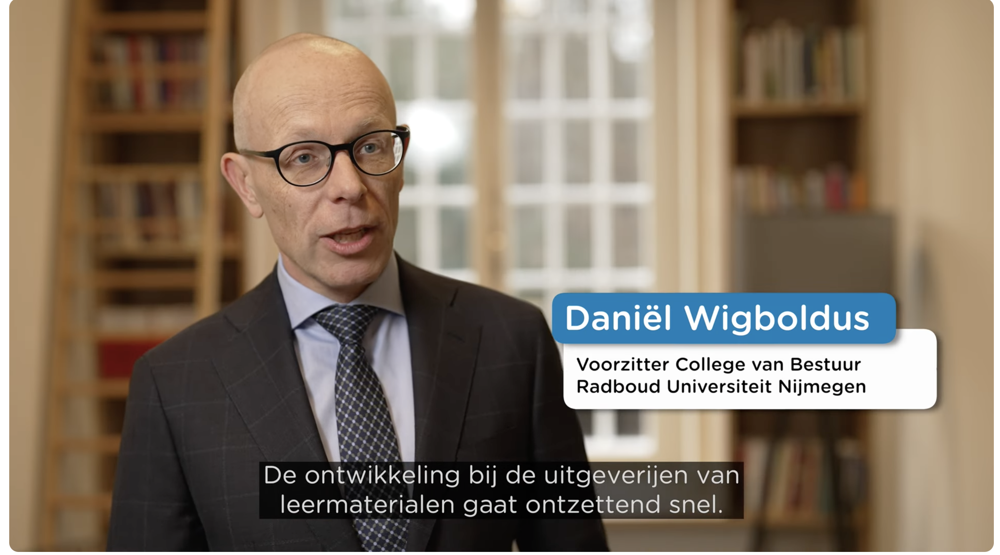 Daniël Wigboldus
Voorzitter College van Bestuur
Radboud Universiteit Nijmegen
De ontwikkeling bij de uitgeverijen van
leermaterialen gaat ontzettend snel.